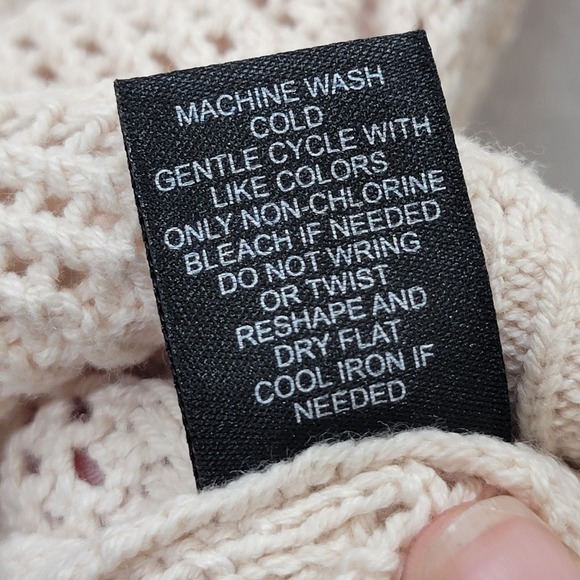 MACHINE WASH
COLD
GENTLE CYCLE WITH
LIKE COLORS
ONLY NON-CHLORINE
BLEACH IF NEEDED
DO NOT WRING
OR TWIST
RESHAPE AND
DRY FLAT
COOL IRON IF
NEEDED